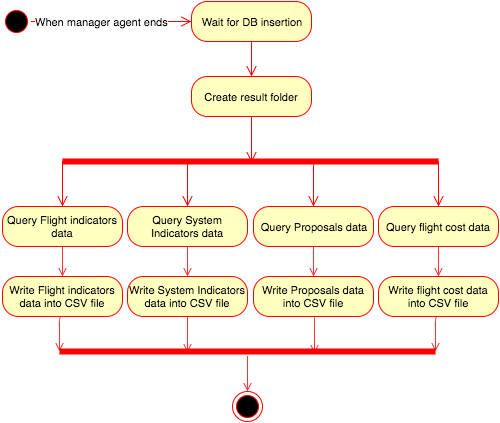 When manager agent ends
Wait for DB insertion
Create result folder
Query Flight indicators
data
Query System
Indicators data
Query Proposals data
Query flight cost data
Write Flight indicators
data into CSV file
Write System Indicators
data into CSV file
Write Proposals data
into CSV file
Write flight cost data
into CSV file